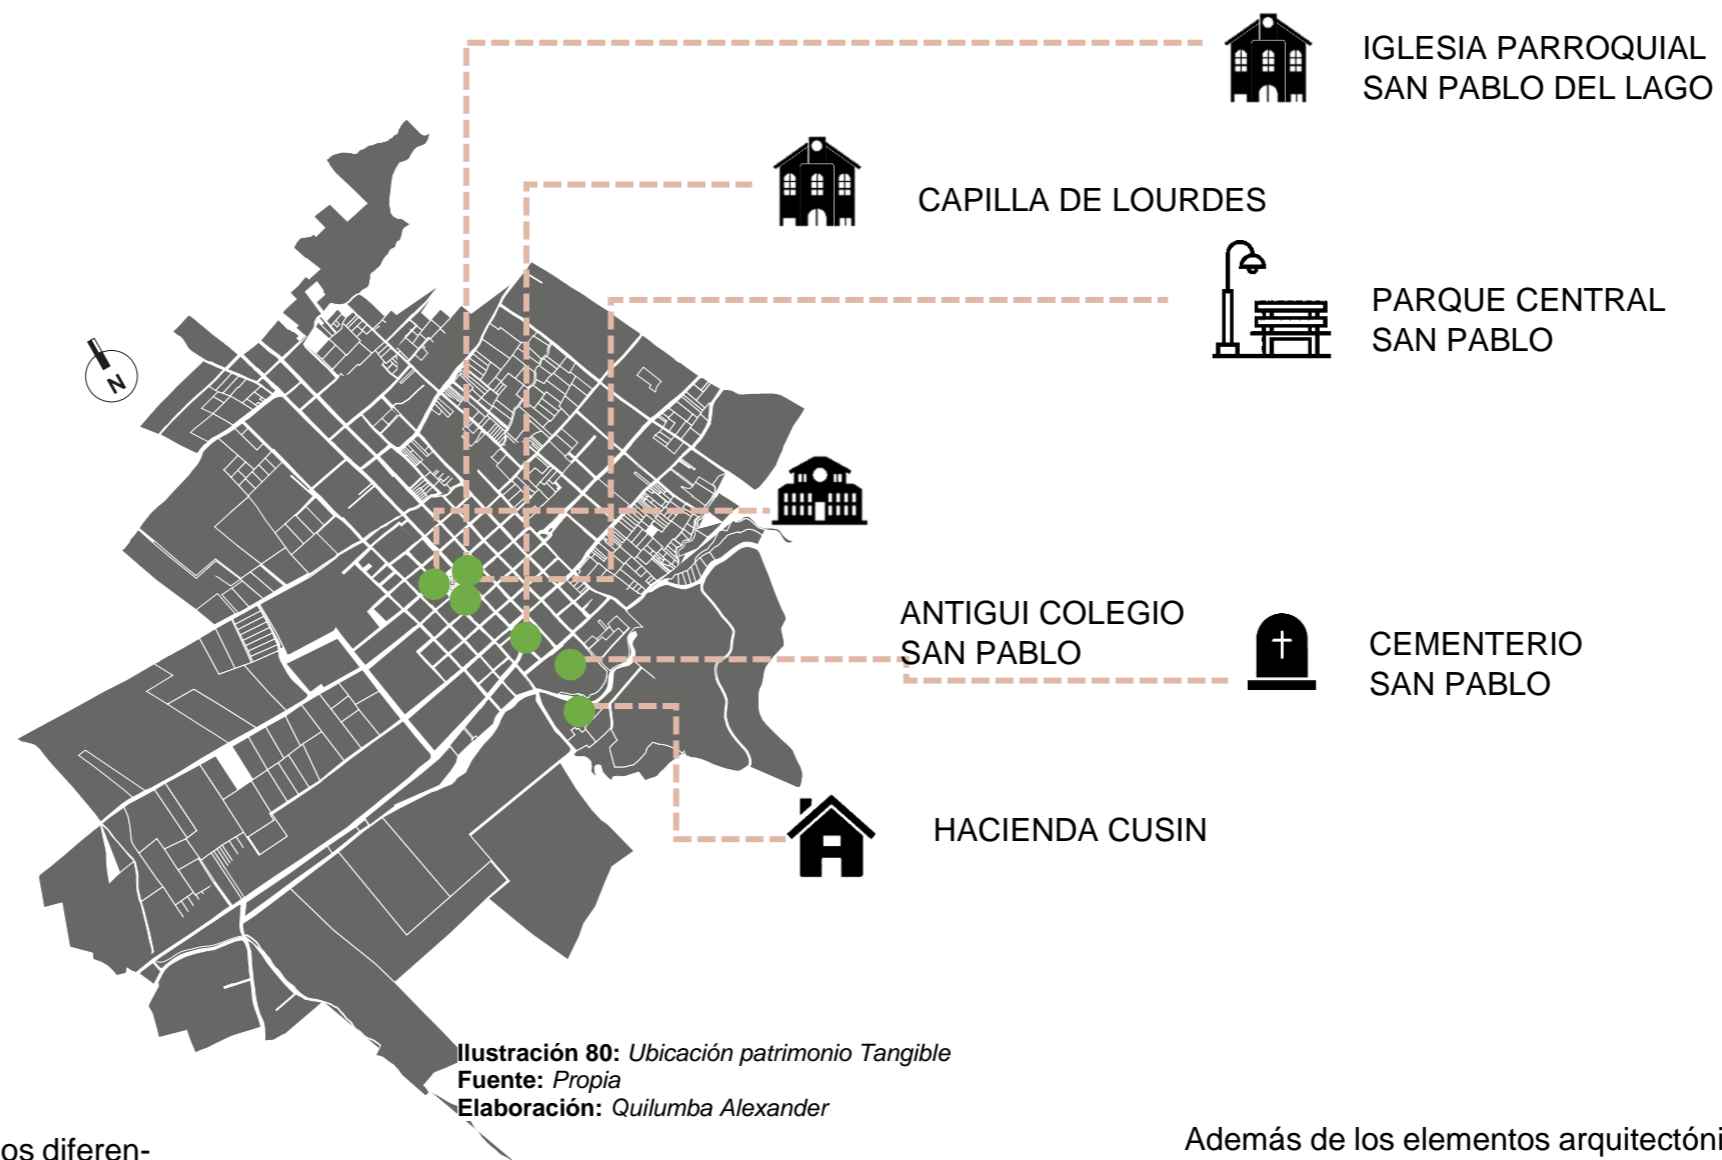 IGLESIA PARROQUIAL
SAN PABLO DEL LAGO
CAPILLA DE LOURDES
PARQUE CENTRAL
SAN PABLO
N
ANTIGUI COLEGIO
SAN PABLO
CEMENTERIO
SAN PABLO
HACIENDA CUSIN
Ilustración 80: Ubicación patrimonio Tangible
Fuente: Propia
Elaboración: Quilumba Alexander
os diferen-
Además de los elementos arquitectóni